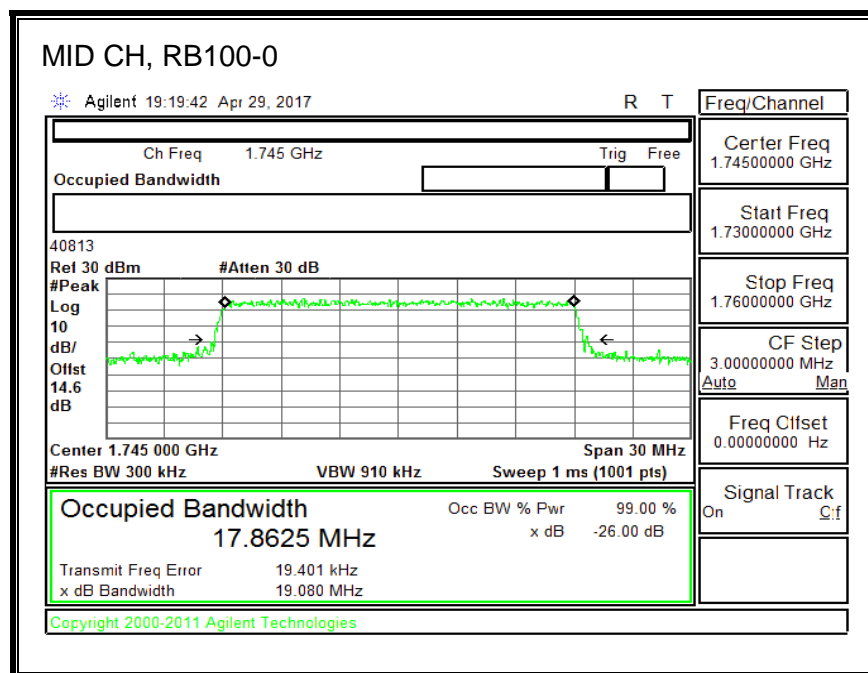 MID CH, RB100-0
Agilent 19:19:42 Apr 29, 2017 R T
Freq/Channel
Ch Freq 1.745 GHz Trig Free
Occupied Bandwidth
Center Freq
1.74500000 GHz
Start Freq
1.73000000 GHz
Stop Freq
1.76000000 GHz
CF Step
3.00000000 MHz
Auto Man
Freq Offset
0.00000000 Hz
Signal Track
On Off
40813
Ref 30 dBm #Atten 30 dB
#Peak
Log
10
dB/
Offst
14.6
dB
Center 1.745 000 GHz Span 30 MHz
#Res BW 300 kHz VBW 910 kHz Sweep 1 ms (1001 pts)
Occupied Bandwidth Occ BW % Pwr 99.00 %
17.8625 MHz x dB -26.00 dB
Transmit Freq Error 19.401 kHz
x dB Bandwidth 19.080 MHz
Copyright 2000-2011 Agilent Technologies